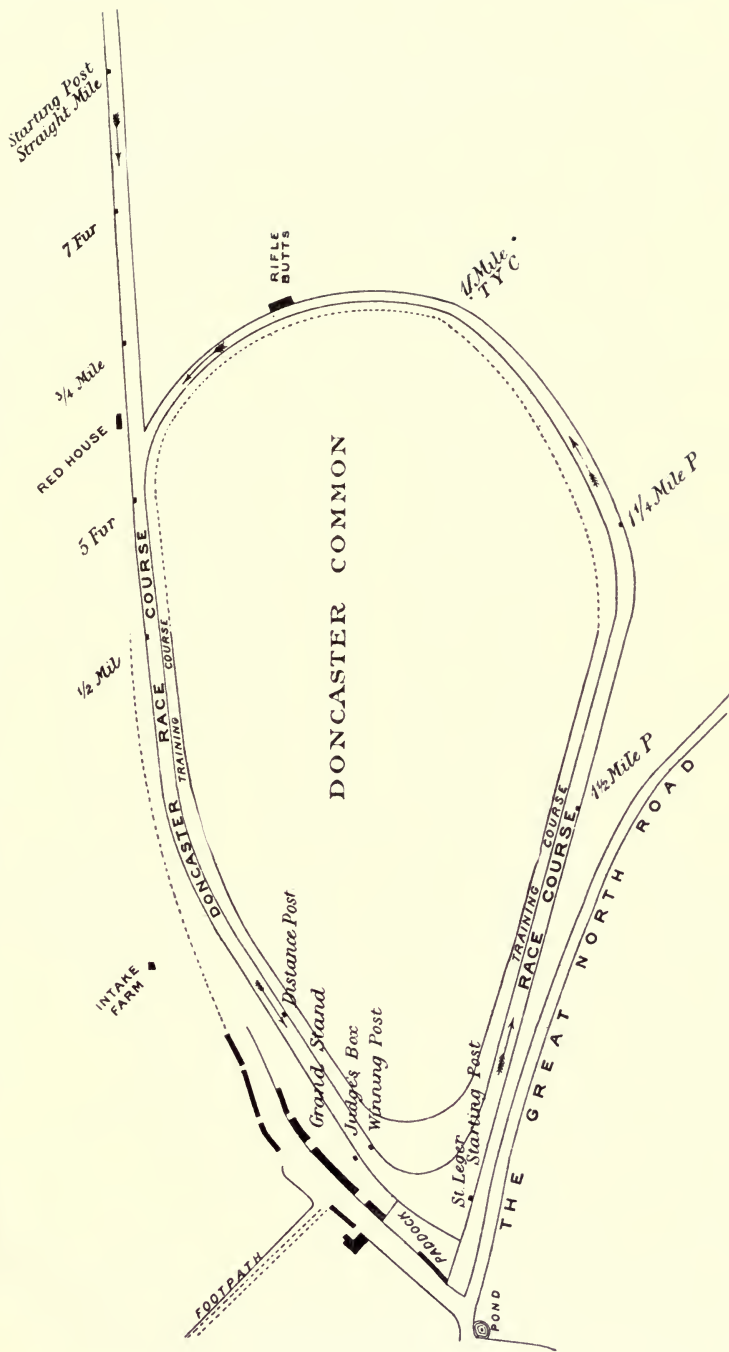 Starting Post
Straight Mile
7 Fur
RIFLE
BUTTS
1 Mile
T Y C
3/4 Mile
RED HOUSE
5 Fur
1 1/4 Mile P
1/2 Mil
DONCASTER COMMON
DONCASTER RACE COURSE
TRAINING COURSE
1 1/2 Mile P
INTAKE
FARM
Distance Post
Grand Stand
Judges Box
Winning Post
TRAINING COURSE
RACE COURSE
St. Leger
Starting Post
THE GREAT NORTH ROAD
PADDOCK
FOOTPATH
POND